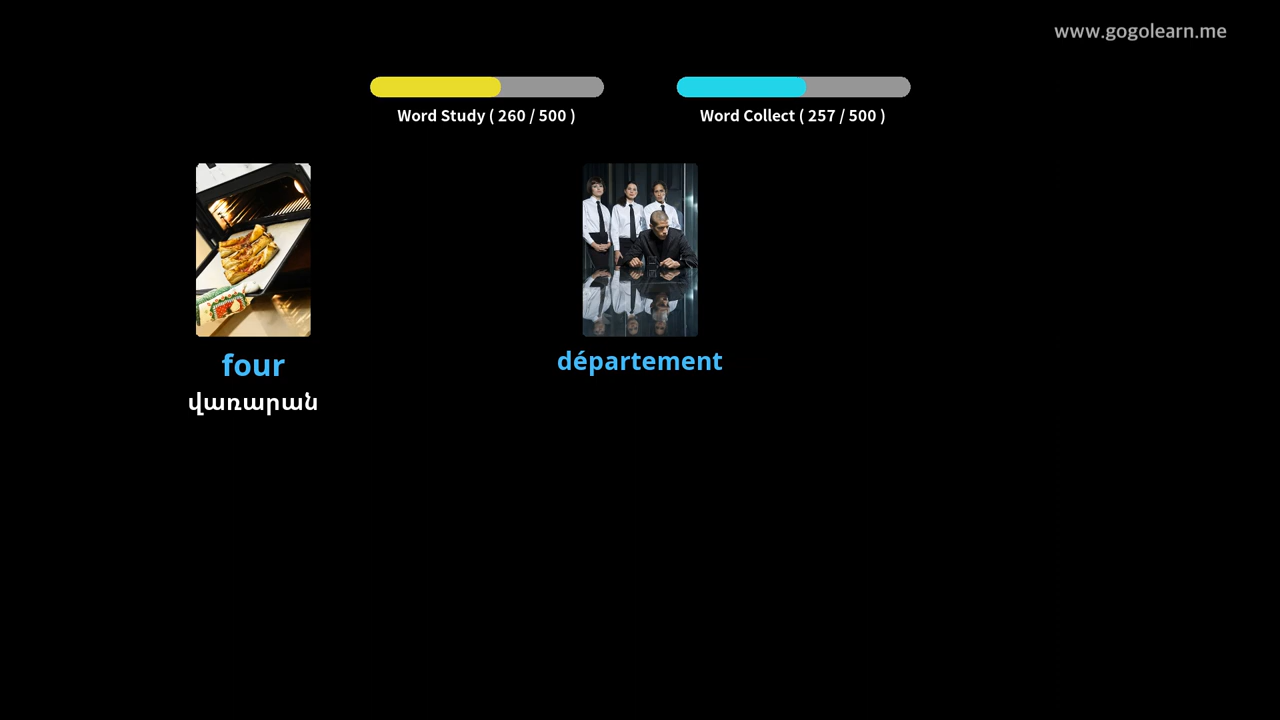 www.gogolearn.me
Word Study ( 260 / 500 )
Word Collect ( 257 / 500 )
four
վառարան
département